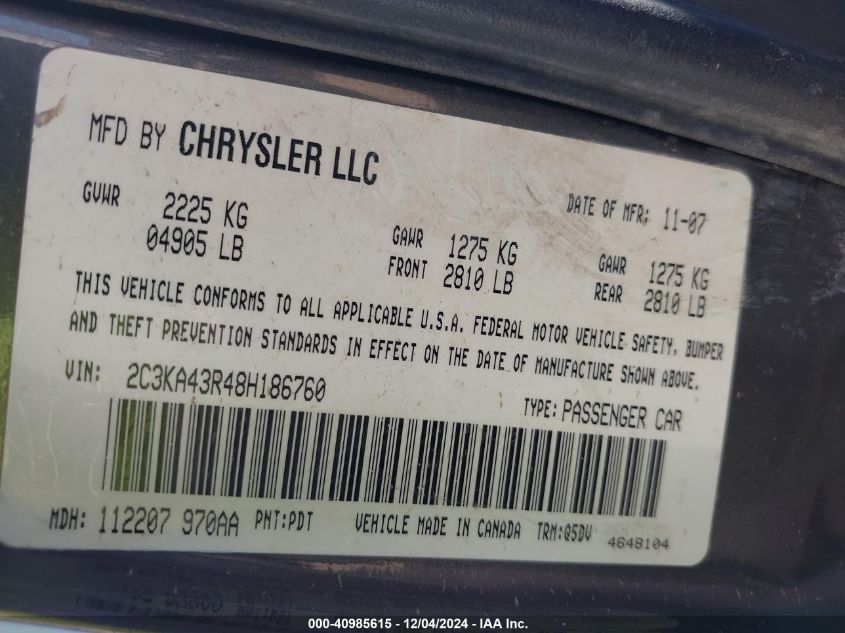 MFD BY CHRYSLER LLC
DATE OF MFR: 11-07
GVWR 2225 KG
04905 LB
GAWR FRONT 1275 KG
2810 LB
GAWR REAR 1275 KG
2810 LB
THIS VEHICLE CONFORMS TO ALL APPLICABLE U.S.A. FEDERAL MOTOR VEHICLE SAFETY, BUMPER
AND THEFT PREVENTION STANDARDS IN EFFECT ON THE DATE OF MANUFACTURE SHOWN ABOVE.
VIN: 2C3KA43R48H186760
TYPE: PASSENGER CAR
MDH: 112207 970AA PNT:PDT VEHICLE MADE IN CANADA TRM:Q5DV
4648104
000-40985615 - 12/04/2024 - IAA Inc.